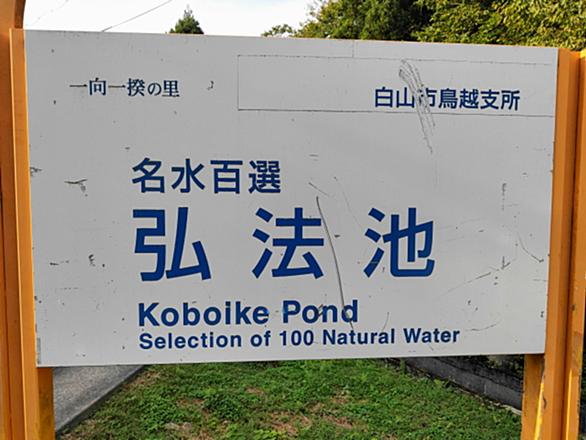 一向一揆の里
白山市鳥越支所
名水百選
弘法池
Koboike Pond
Selection of 100 Natural Water